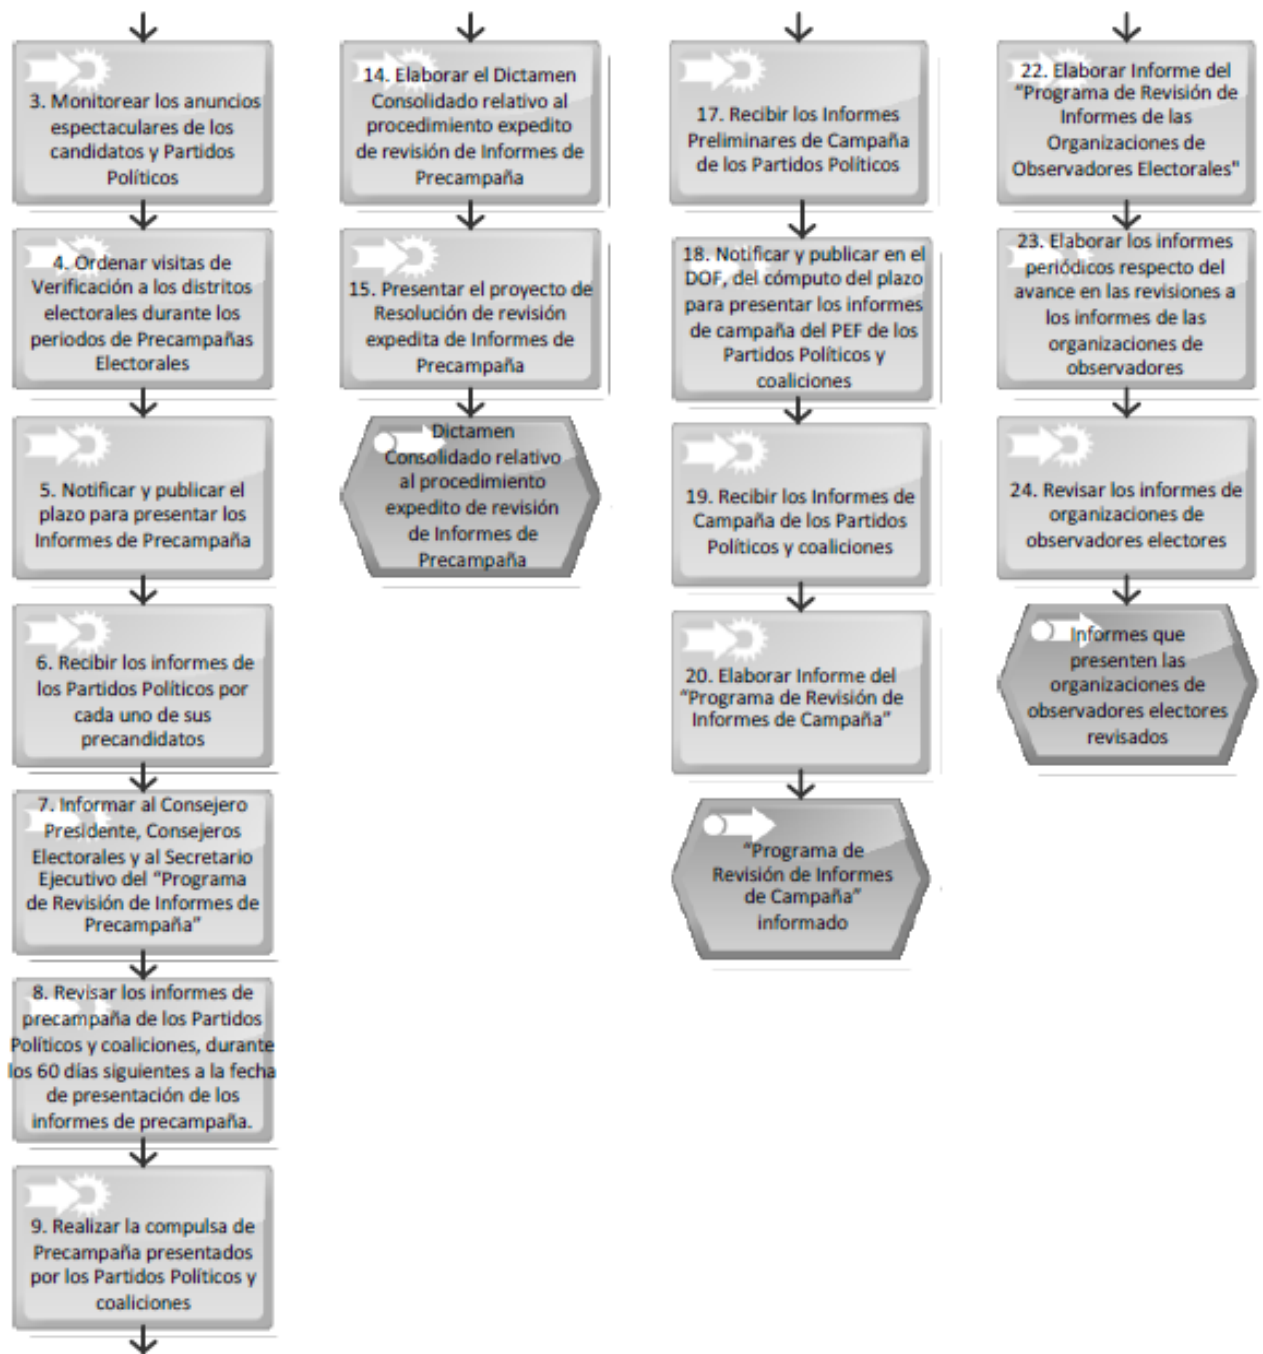 3. Monitorear los anuncios
espectaculares de los
candidatos y Partidos
Políticos
4. Ordenar visitas de
Verificación a los distritos
electorales durante los
periodos de Precampañas
Electorales
5. Notificar y publicar el
plazo para presentar los
Informes de Precampaña
6. Recibir los informes de
los Partidos Políticos por
cada uno de sus
precandidatos
7. Informar al Consejero
Presidente, Consejeros
Electorales y al Secretario
Ejecutivo del "Programa
de Revisión de Informes de
Precampaña"
8. Revisar los informes de
precampaña de los Partidos
Políticos y coaliciones, durante
los 60 días siguientes a la fecha
de presentación de los
informes de precampaña.
9. Realizar la compulsa de
Precampaña presentados
por los Partidos Políticos y
coaliciones
14. Elaborar el Dictamen
Consolidado relativo al
procedimiento expedito
de revisión de Informes de
Precampaña
15. Presentar el proyecto de
Resolución de revisión
expedita de Informes de
Precampaña
Dictamen
Consolidado relativo
al procedimiento
expedito de revisión
de Informes de
Precampaña
17. Recibir los Informes
Preliminares de Campaña
de los Partidos Políticos
18. Notificar y publicar en el
DOF, del cómputo del plazo
para presentar los informes
de campaña del PEF de los
Partidos Políticos y
coaliciones
19. Recibir los Informes de
Campaña de los Partidos
Políticos y coaliciones
20. Elaborar Informe del
"Programa de Revisión de
Informes de Campaña"
"Programa de
Revisión de Informes
de Campaña"
informado
22. Elaborar Informe del
"Programa de Revisión de
Informes de las
Organizaciones de
Observadores Electorales"
23. Elaborar los informes
periódicos respecto del
avance en las revisiones a
los informes de las
organizaciones de
observadores
24. Revisar los informes de
organizaciones de
observadores electores
Informes que
presenten las
organizaciones de
observadores electores
revisados